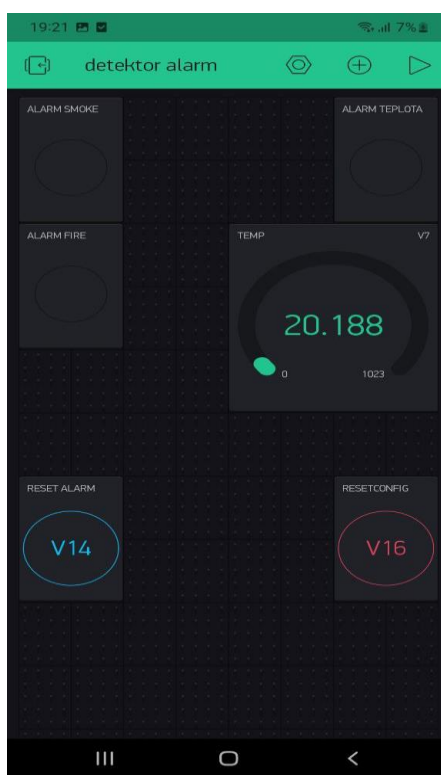 19:21 7%
detektor alarm
ALARM SMOKE
ALARM TEPLOTA
ALARM FIRE
TEMP V7
20.188
0 1023
RESET ALARM
RESETCONFIG
V14
V16